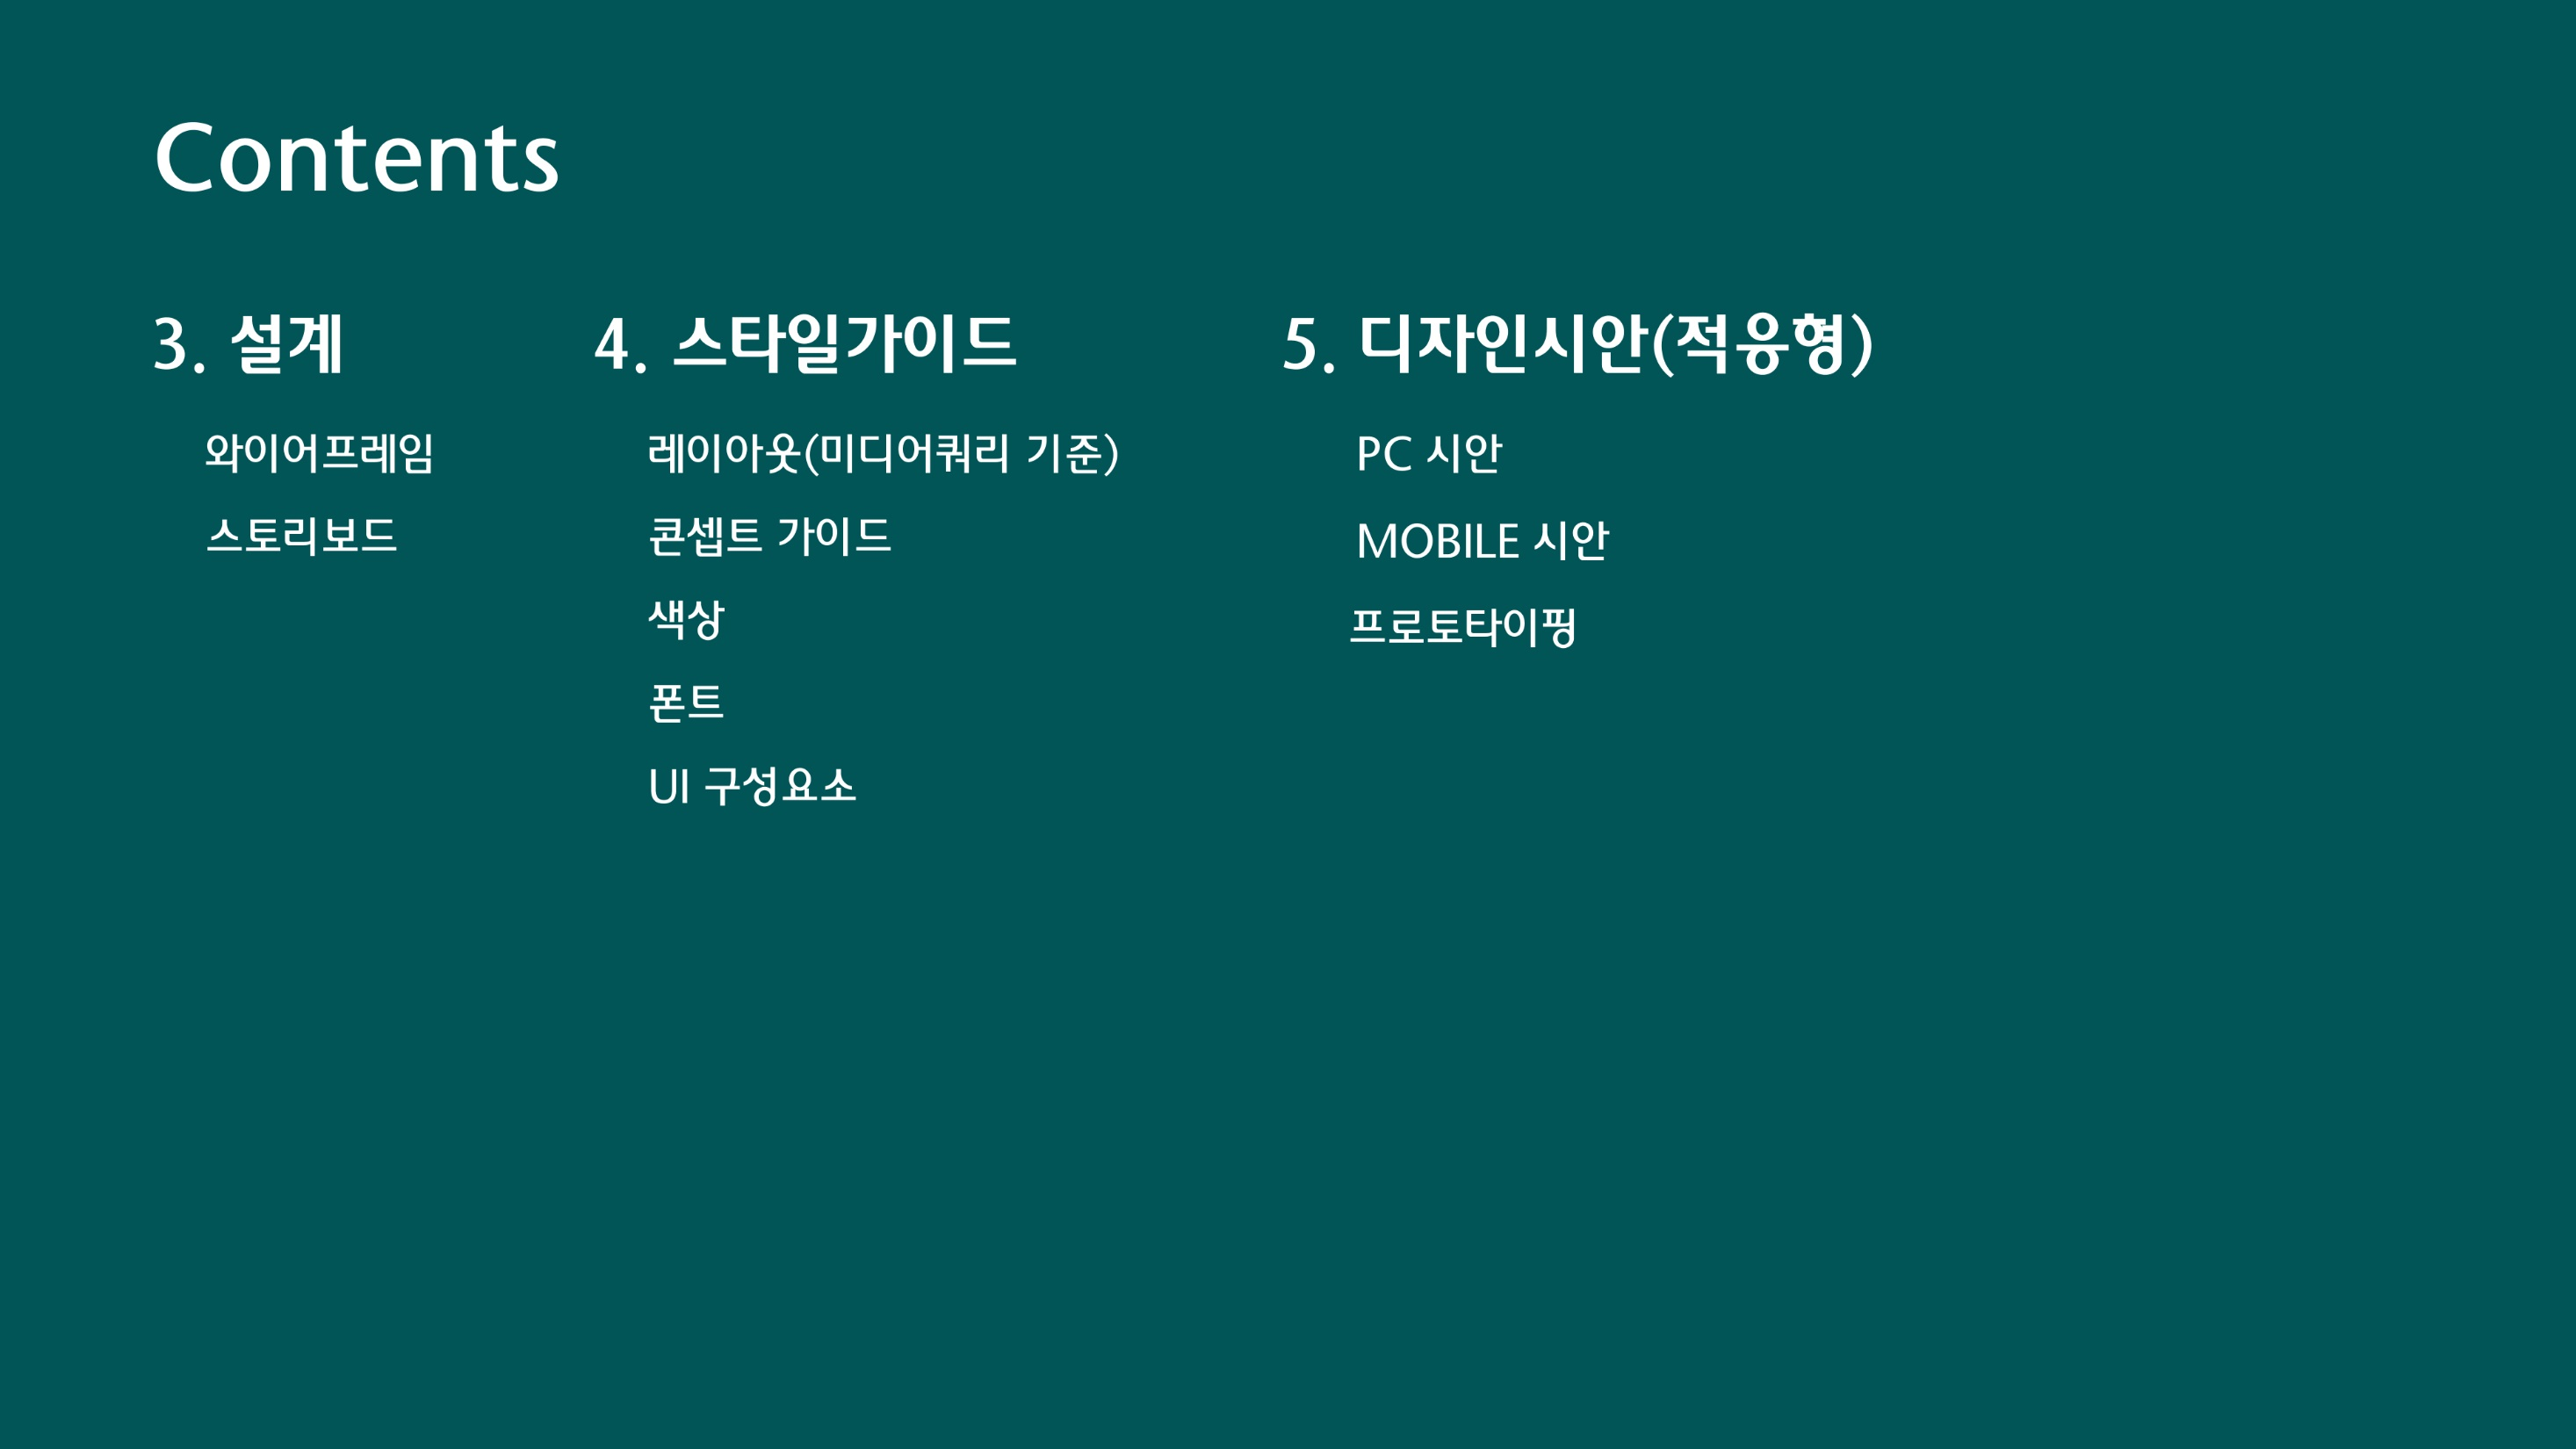 Contents
3. 설계
와이어프레임
스토리보드
4. 스타일가이드
레이아웃(미디어쿼리 기준)
콘셉트 가이드
색상
폰트
UI 구성요소
5. 디자인시안(적응형)
PC 시안
MOBILE 시안
프로토타이핑